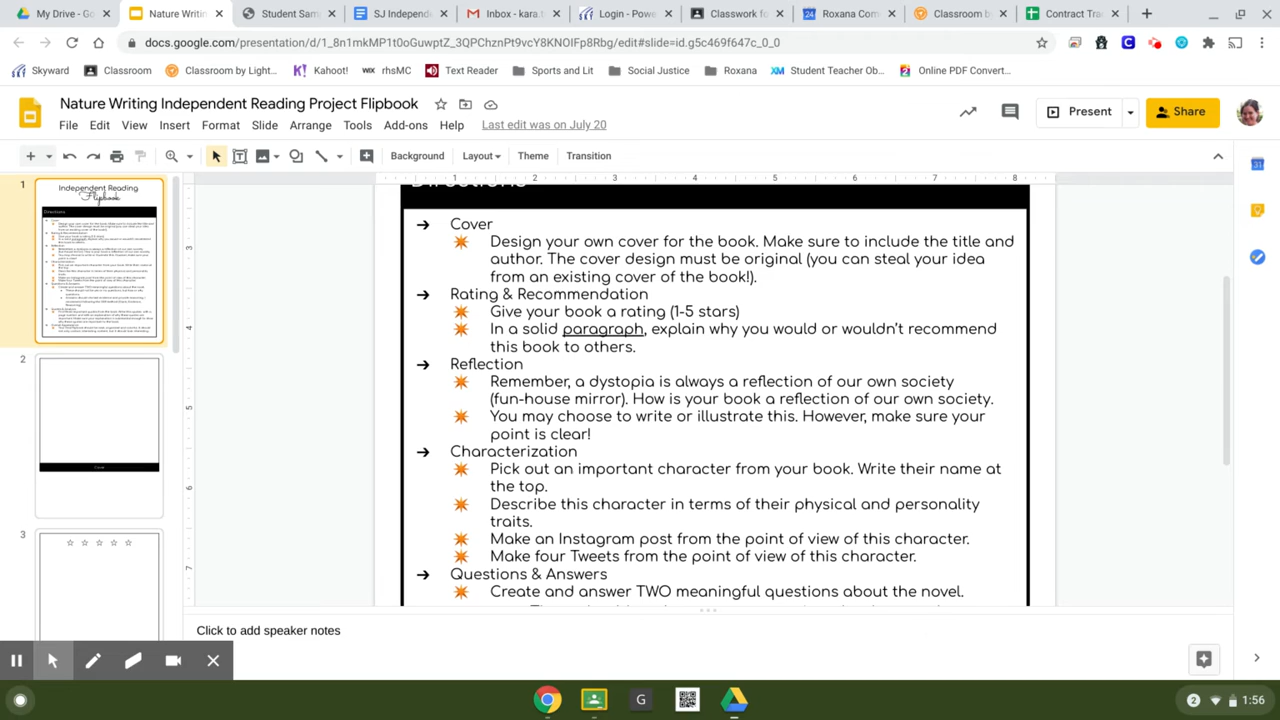 My Drive - Go
Nature Writin
Student Sam
SJ Independe
Inbox - kara.t
Login - Powe
Classwork fo
Roxana Com
Classroom by
Contract Trac
docs.google.com/presentation/d/1_8n1mkMP1t0oGuOptZ_3QPChznPt9vcY8KNOIFp8Rbg/edit#slide=id.g5c469f647c_0_0
Skyward
Classroom
Classroom by Light...
Kahoot!
rhsMC
Text Reader
Sports and Lit
Social Justice
Roxana
Student Teacher Ob...
Online PDF Convert...
Nature Writing Independent Reading Project Flipbook
File Edit View Insert Format Slide Arrange Tools Add-ons Help Last edit was on July 20
Present
Share
Background Layout Theme Transition
1
Independent Reading
Flipbook
Directions
2
3
➔ Cover
Design your own cover for the book. Make sure to include the title and
author. The cover design must be original (you can steal your idea
from an existing cover of the book!).
➔ Rating & Recommendation
Give your book a rating (1-5 stars)
In a solid paragraph, explain why you would or wouldn't recommend
this book to others.
➔ Reflection
Remember, a dystopia is always a reflection of our own society
(fun-house mirror). How is your book a reflection of our own society.
You may choose to write or illustrate this. However, make sure your
point is clear!
➔ Characterization
Pick out an important character from your book. Write their name at
the top.
Describe this character in terms of their physical and personality
traits.
Make an Instagram post from the point of view of this character.
Make four Tweets from the point of view of this character.
➔ Questions & Answers
Create and answer TWO meaningful questions about the novel.
Click to add speaker notes
2
1:56